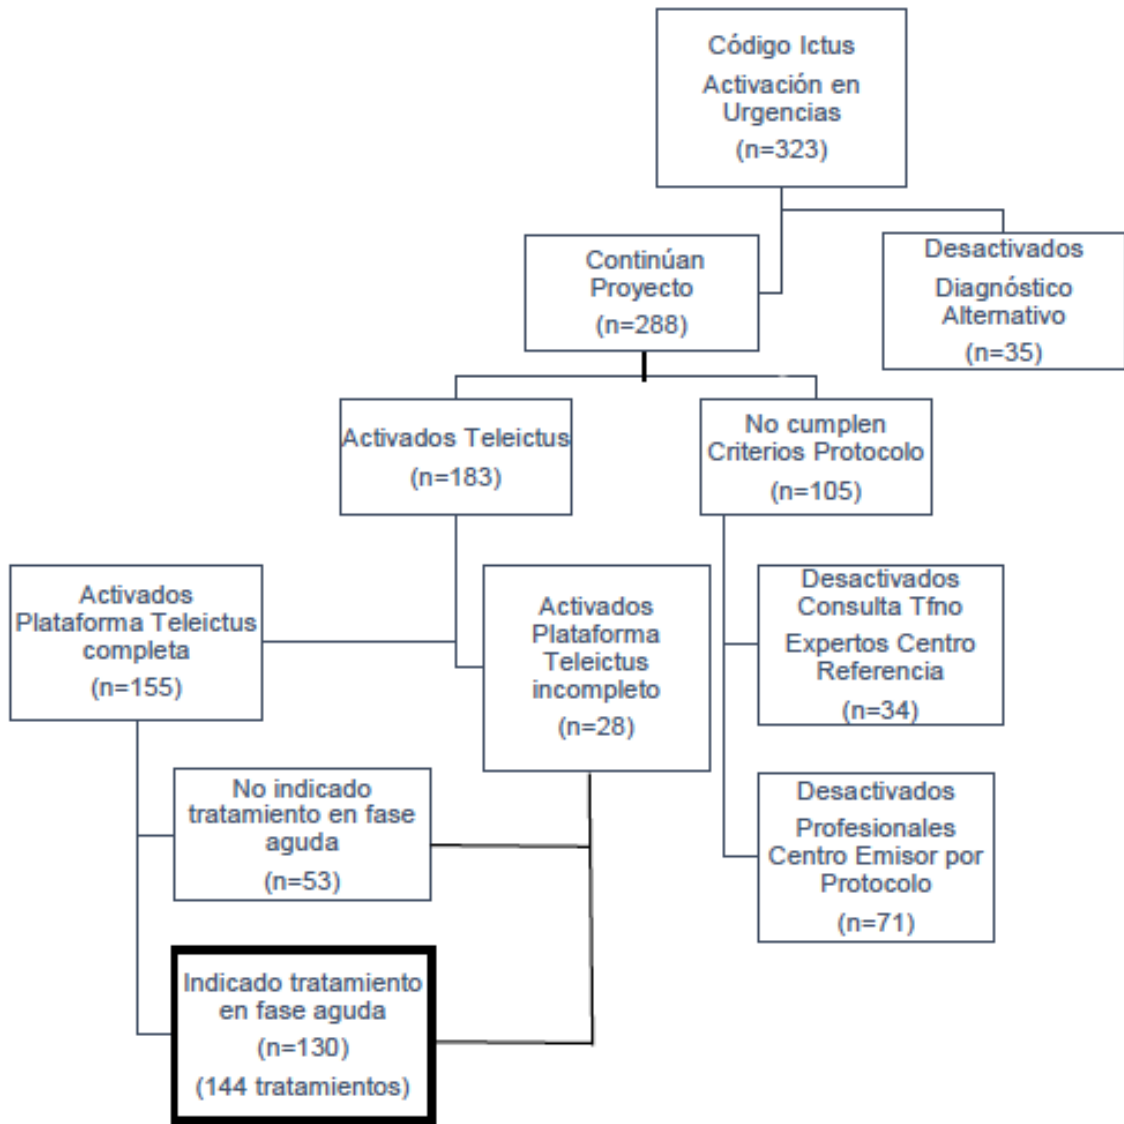 Código Ictus
Activación en
Urgencias
(n=323)
Continúan
Proyecto
(n=288)
Desactivados
Diagnóstico
Alternativo
(n=35)
Activados Teleictus
(n=183)
No cumplen
Criterios Protocolo
(n=105)
Activados
Plataforma Teleictus
completa
(n=155)
Activados
Plataforma
Teleictus
incompleto
(n=28)
Desactivados
Consulta Tfno
Expertos Centro
Referencia
(n=34)
No indicado
tratamiento en fase
aguda
(n=53)
Desactivados
Profesionales
Centro Emisor por
Protocolo
(n=71)
Indicado tratamiento
en fase aguda
(n=130)
(144 tratamientos)